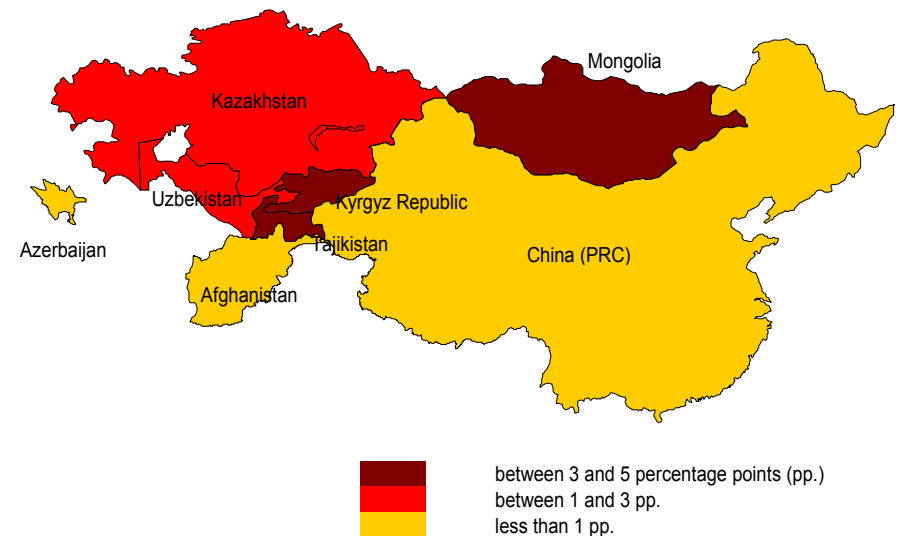 Mongolia
Kazakhstan
Uzbekistan
Kyrgyz Republic
Azerbaijan
Tajikistan
China (PRC)
Afghanistan
between 3 and 5 percentage points (pp.)
between 1 and 3 pp.
less than 1 pp.